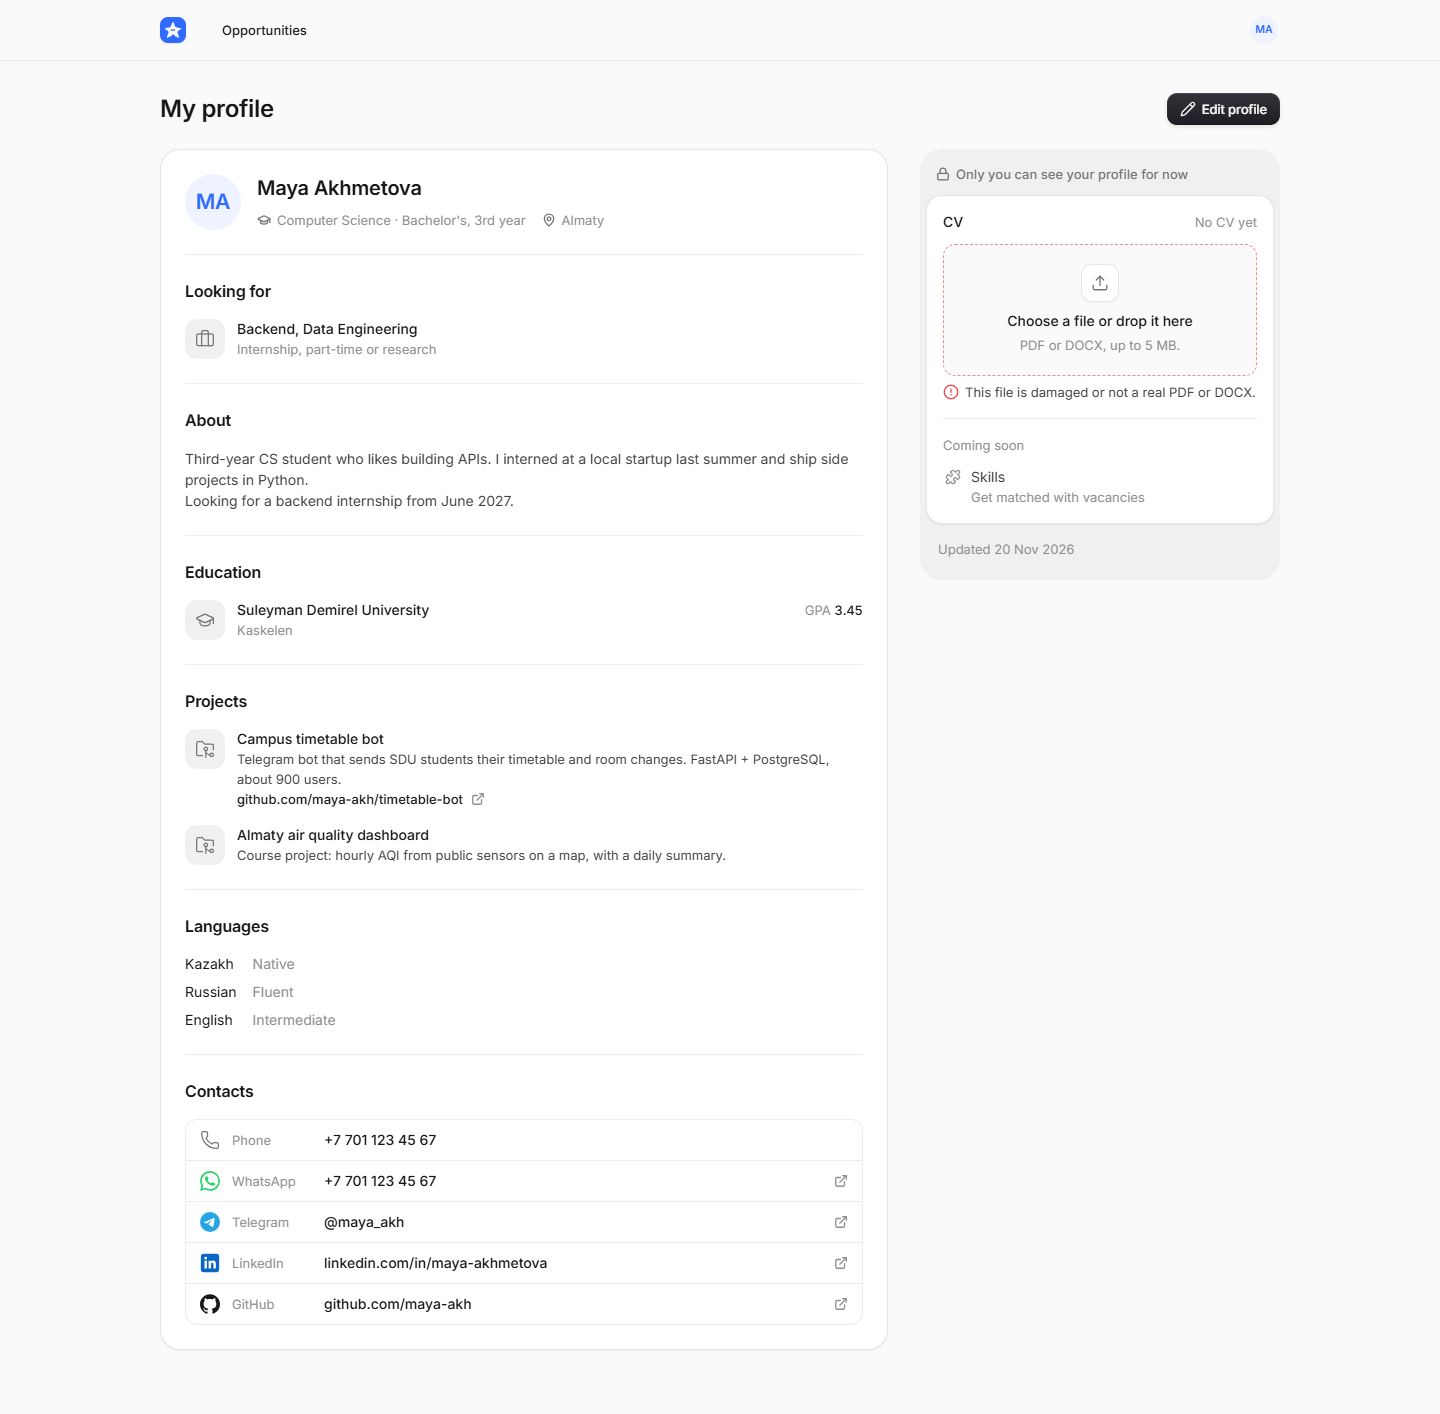 Opportunities
MA
My profile
Edit profile
MA
Maya Akhmetova
Computer Science · Bachelor's, 3rd year
Almaty
Looking for
Backend, Data Engineering
Internship, part-time or research
About
Third-year CS student who likes building APIs. I interned at a local startup last summer and ship side
projects in Python.
Looking for a backend internship from June 2027.
Education
Suleyman Demirel University
GPA 3.45
Kaskelen
Projects
Campus timetable bot
Telegram bot that sends SDU students their timetable and room changes. FastAPI + PostgreSQL,
about 900 users.
github.com/maya-akh/timetable-bot
Almaty air quality dashboard
Course project: hourly AQI from public sensors on a map, with a daily summary.
Languages
Kazakh Native
Russian Fluent
English Intermediate
Contacts
Phone +7 701 123 45 67
WhatsApp +7 701 123 45 67
Telegram @maya_akh
LinkedIn linkedin.com/in/maya-akhmetova
GitHub github.com/maya-akh
Only you can see your profile for now
CV
No CV yet
Choose a file or drop it here
PDF or DOCX, up to 5 MB.
This file is damaged or not a real PDF or DOCX.
Coming soon
Skills
Get matched with vacancies
Updated 20 Nov 2026